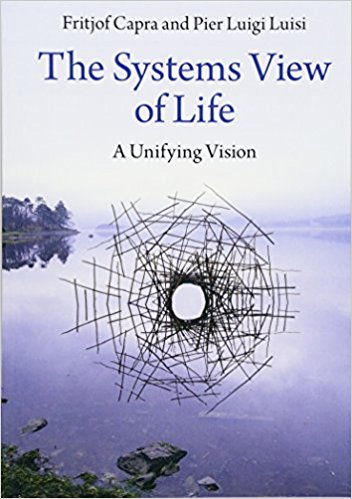 Fritjof Capra and Pier Luigi Luisi
The Systems View
of Life
A Unifying Vision